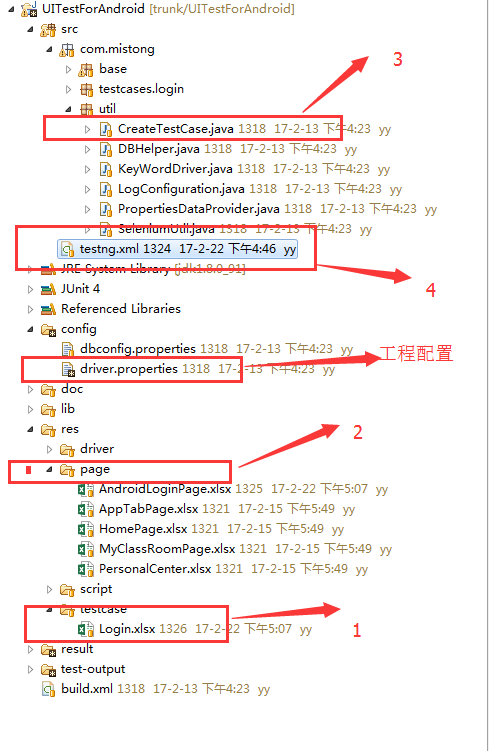 UITestForAndroid [trunk/UITestForAndroid]
src
com.mistong
base
testcases.login
util
3
CreateTestCase.java 1318 17-2-13 下午4:23 yy
DBHelper.java 1318 17-2-13 下午4:23 yy
KeyWordDriver.java 1318 17-2-13 下午4:23 yy
LogConfiguration.java 1318 17-2-13 下午4:23 yy
PropertiesDataProvider.java 1318 17-2-13 下午4:23 yy
SeleniumUtil.java 1318 17-2-13 下午4:23 yy
testng.xml 1324 17-2-22 下午4:46 yy
JRE System Library [jdk1.8.0_91]
4
JUnit 4
Referenced Libraries
config
dbconfig.properties 1318 17-2-13 下午4:23 yy
工程配置
driver.properties 1318 17-2-13 下午4:23 yy
doc
lib
res
2
driver
page
AndroidLoginPage.xlsx 1325 17-2-22 下午5:07 yy
AppTabPage.xlsx 1321 17-2-15 下午5:49 yy
HomePage.xlsx 1321 17-2-15 下午5:49 yy
MyClassRoomPage.xlsx 1321 17-2-15 下午5:49 yy
PersonalCenter.xlsx 1321 17-2-15 下午5:49 yy
script
testcase
Login.xlsx 1326 17-2-22 下午5:07 yy
1
result
test-output
build.xml 1318 17-2-13 下午4:23 yy